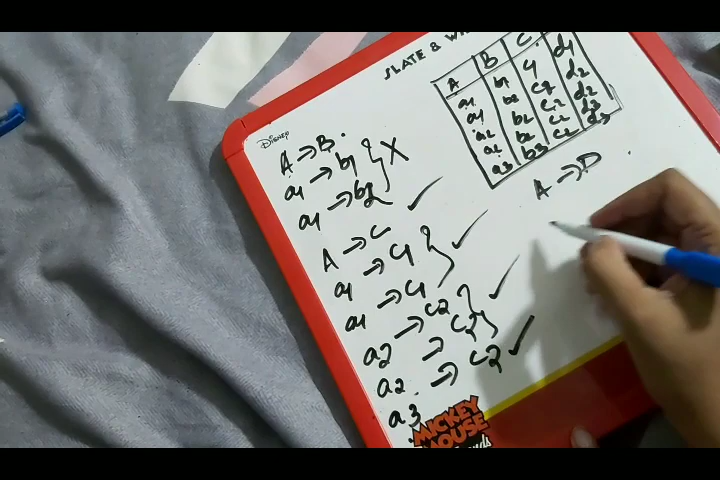 SLATE & W
DISNEY
A B C
a1 b1 c1 d1
a1 b2 c1 d2
a2 b2 c2 d2
a2 b2 c2 d3
a3 b3 c2 d3
A → B
a1 → b1
a1 → b2 } X
A → C ✓
a1 → c1
a1 → c1 } ✓
a2 → c2
a2 → c2 } ✓
a3 → c2 ✓
A → D
MICKEY
MOUSE